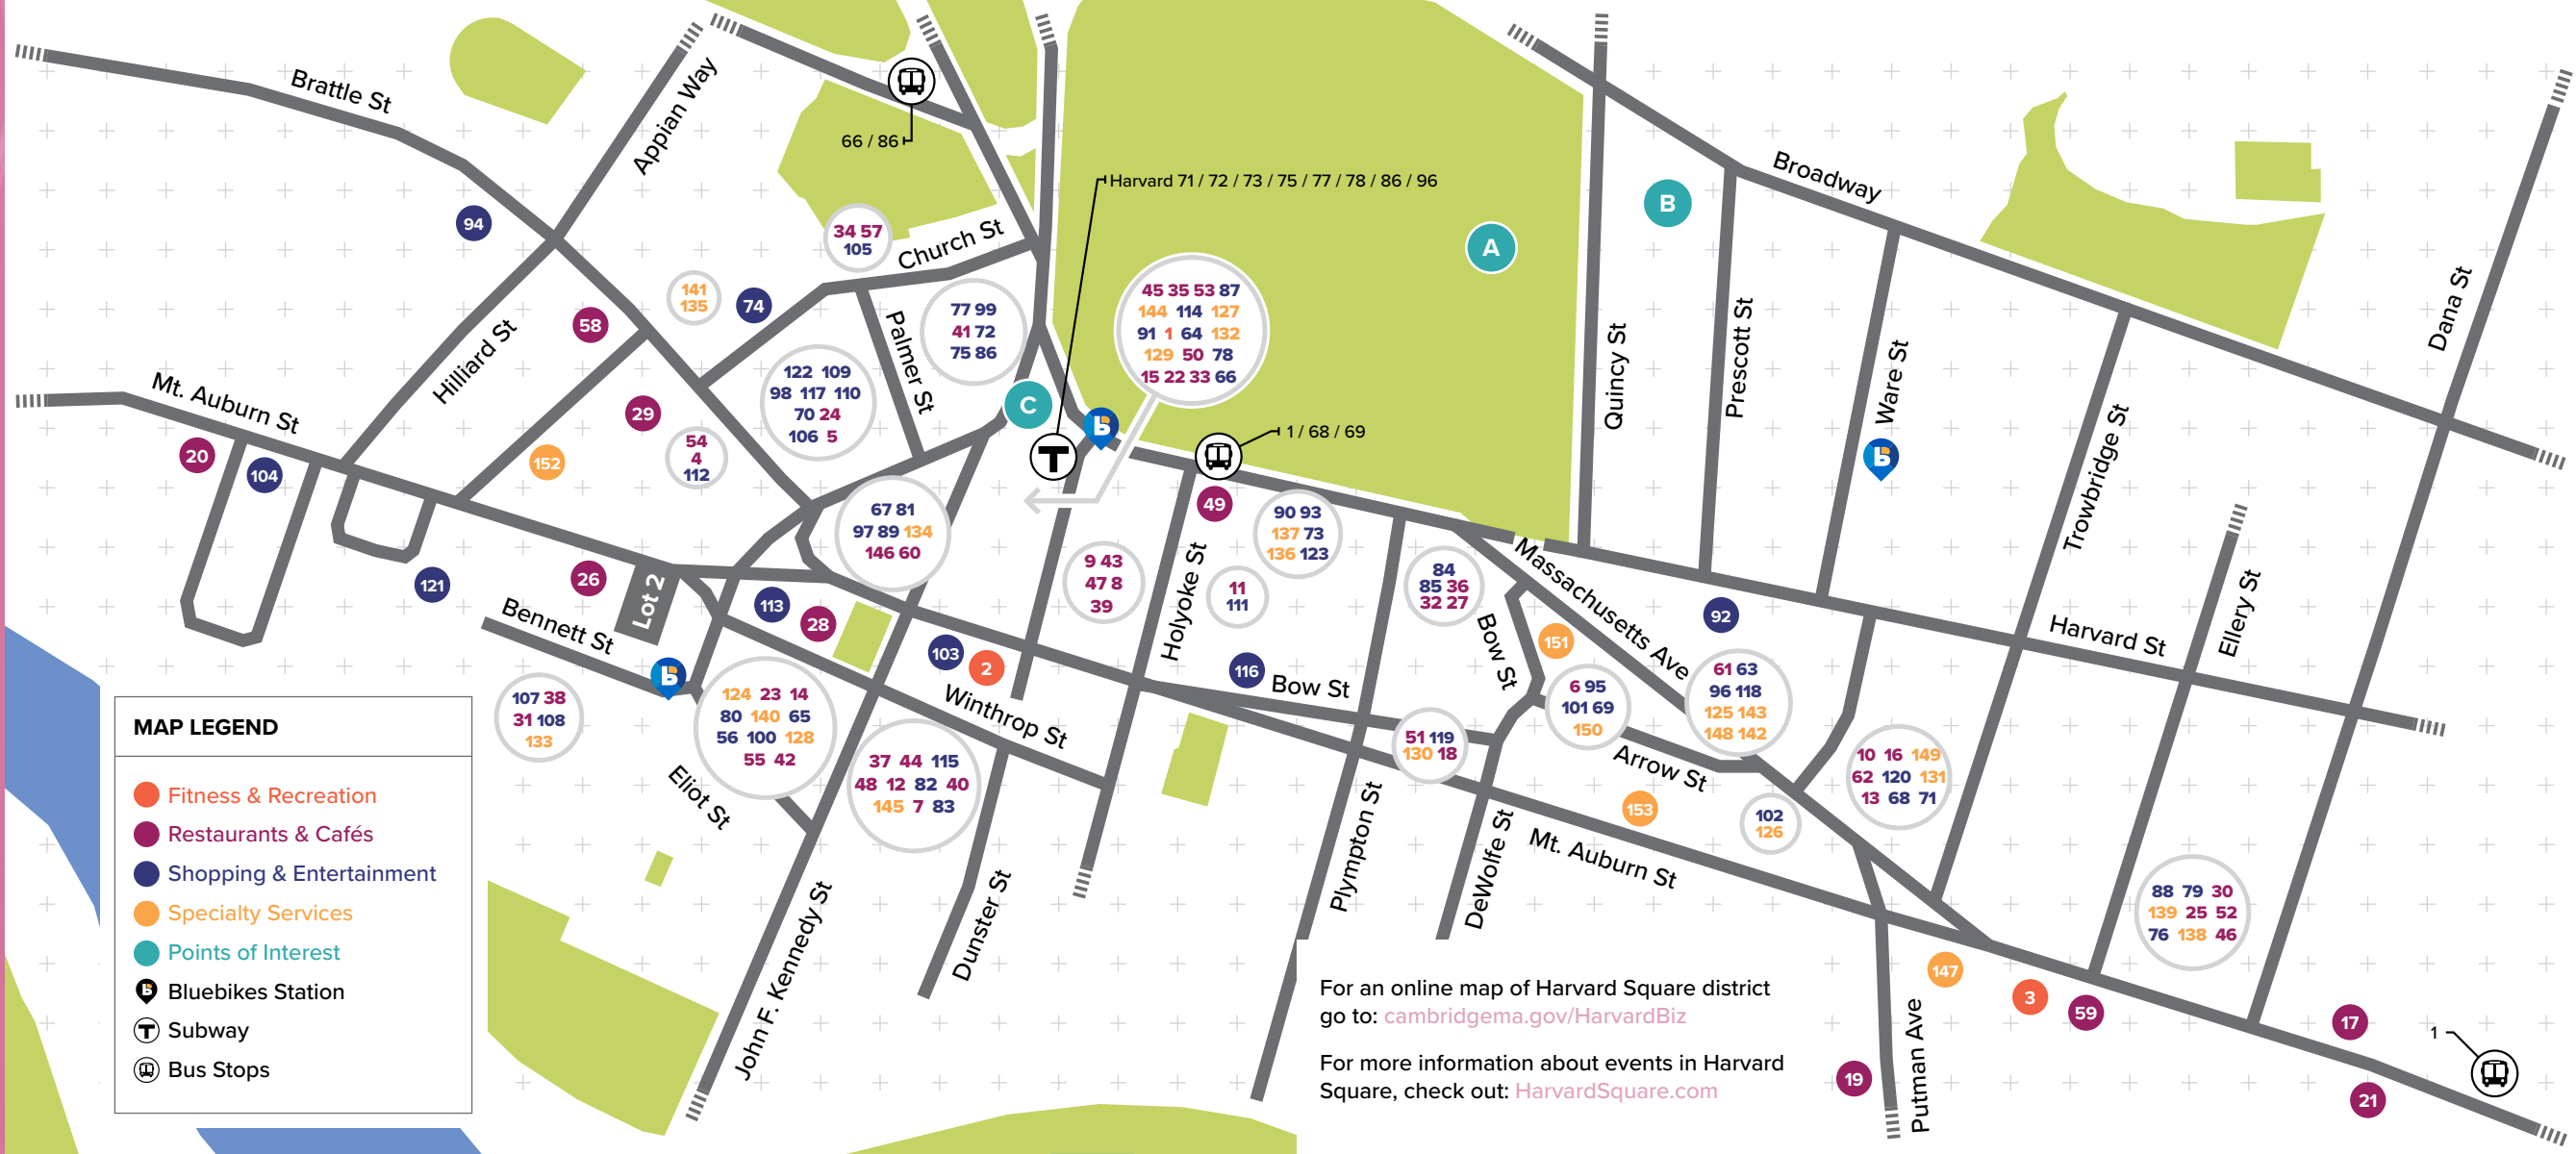 Brattle St
Appian Way
66 / 86
Harvard 71 / 72 / 73 / 75 / 77 / 78 / 86 / 96
A
B
Broadway
94
34 57
105
Church St
141
135
74
58
77 99
41 72
75 86
45 35 53 87
144 114 127
91 1 64 132
129 50 78
15 22 33 66
Palmer St
Hilliard St
Quincy St
Prescott St
Ware St
Dana St
Mt. Auburn St
122 109
98 117 110
70 24
106 5
C
T
1 / 68 / 69
Trowbridge St
20
104
29
152
54
4
112
67 81
97 89 134
146 60
49
90 93
137 73
136 123
121
26
Lot 2
113
28
9 43
47 8
39
Holyoke St
11
111
84
85 36
32 27
Bow St
Massachusetts Ave
92
Harvard St
Ellery St
Bennett St
103
2
116
Bow St
151
6 95
101 69
150
61 63
96 118
125 143
148 142
107 38
31 108
133
124 23 14
80 140 65
56 100 128
55 42
Winthrop St
37 44 115
48 12 82 40
145 7 83
51 119
130 18
Arrow St
10 16 149
62 120 131
13 68 71
Eliot St
153
102
126
Plympton St
DeWolfe St
Mt. Auburn St
88 79 30
139 25 52
76 138 46
John F. Kennedy St
Dunster St
147
3
59
17
19
Putman Ave
21
1
MAP LEGEND
Fitness & Recreation
Restaurants & Cafés
Shopping & Entertainment
Specialty Services
Points of Interest
Bluebikes Station
Subway
Bus Stops
For an online map of Harvard Square district
go to: cambridgema.gov/HarvardBiz
For more information about events in Harvard
Square, check out: HarvardSquare.com